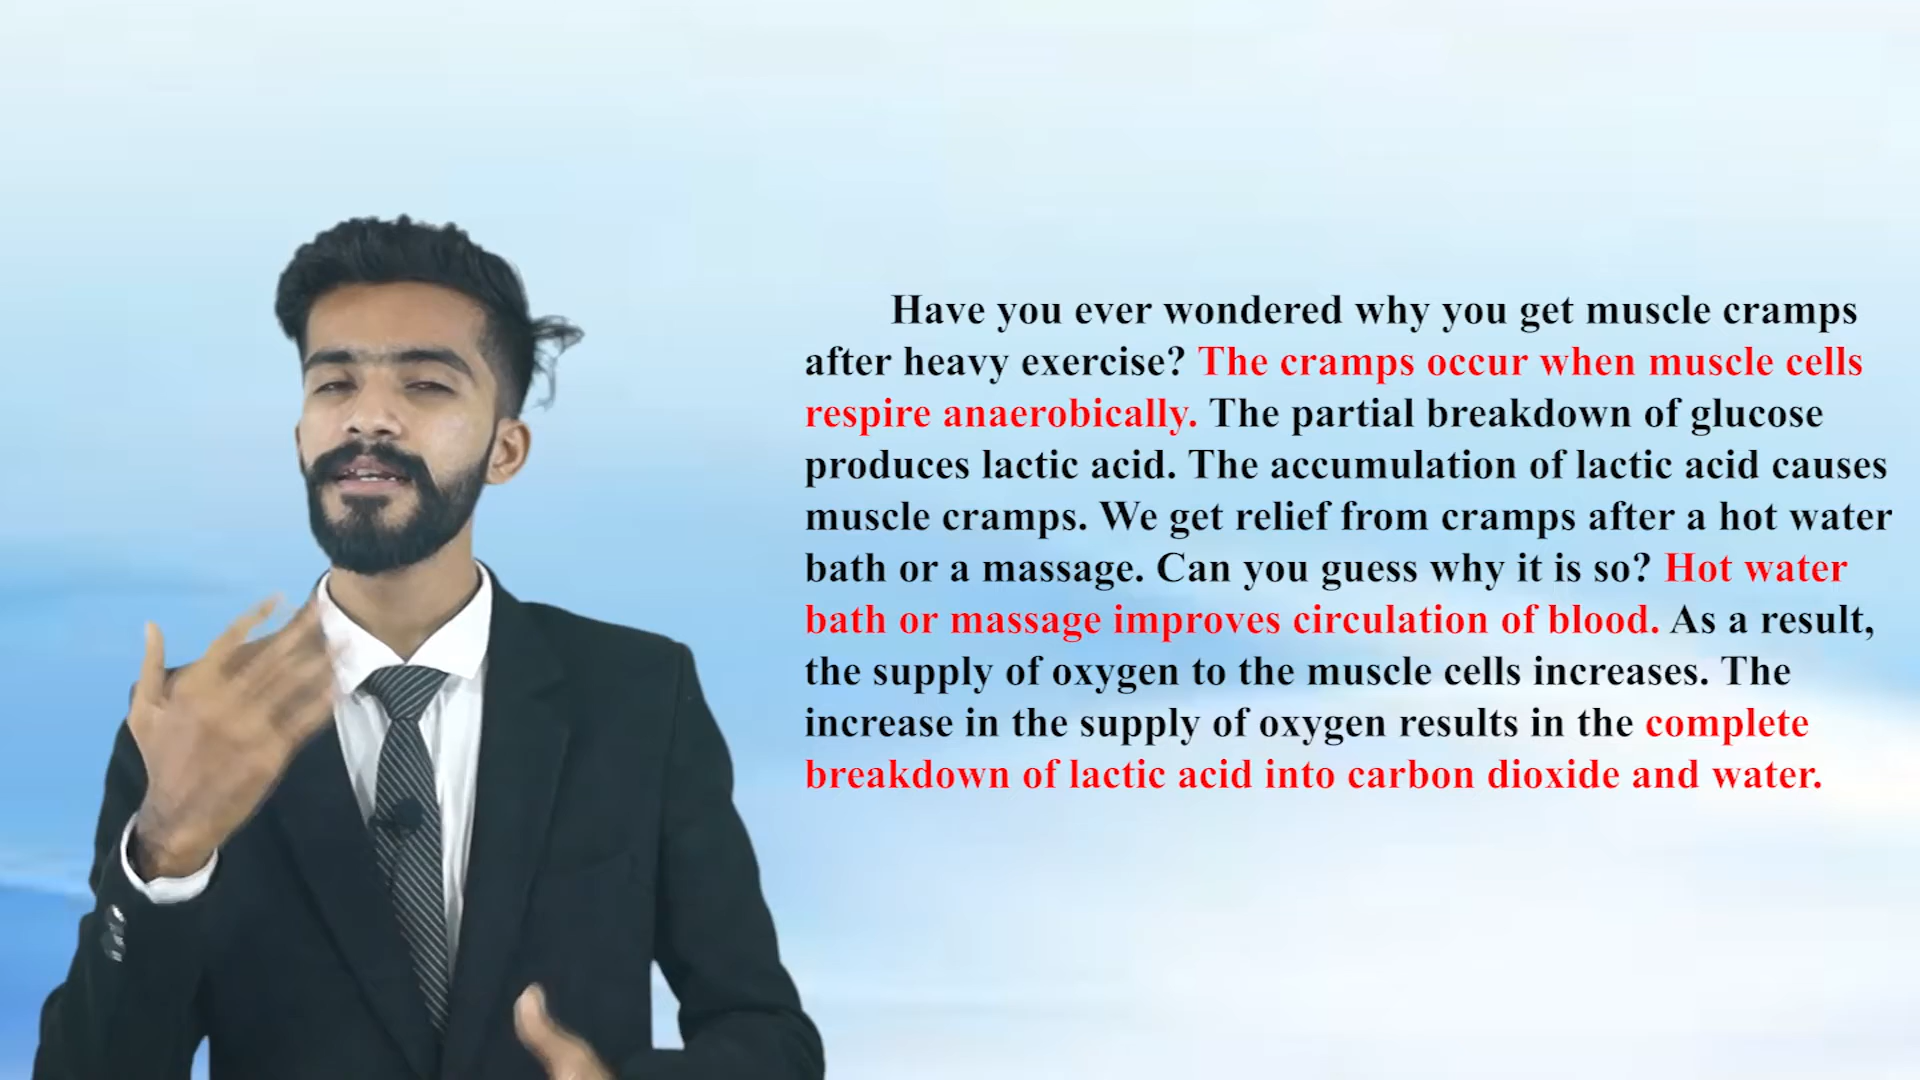 Have you ever wondered why you get muscle cramps
after heavy exercise? The cramps occur when muscle cells
respire anaerobically. The partial breakdown of glucose
produces lactic acid. The accumulation of lactic acid causes
muscle cramps. We get relief from cramps after a hot water
bath or a massage. Can you guess why it is so? Hot water
bath or massage improves circulation of blood. As a result,
the supply of oxygen to the muscle cells increases. The
increase in the supply of oxygen results in the complete
breakdown of lactic acid into carbon dioxide and water.